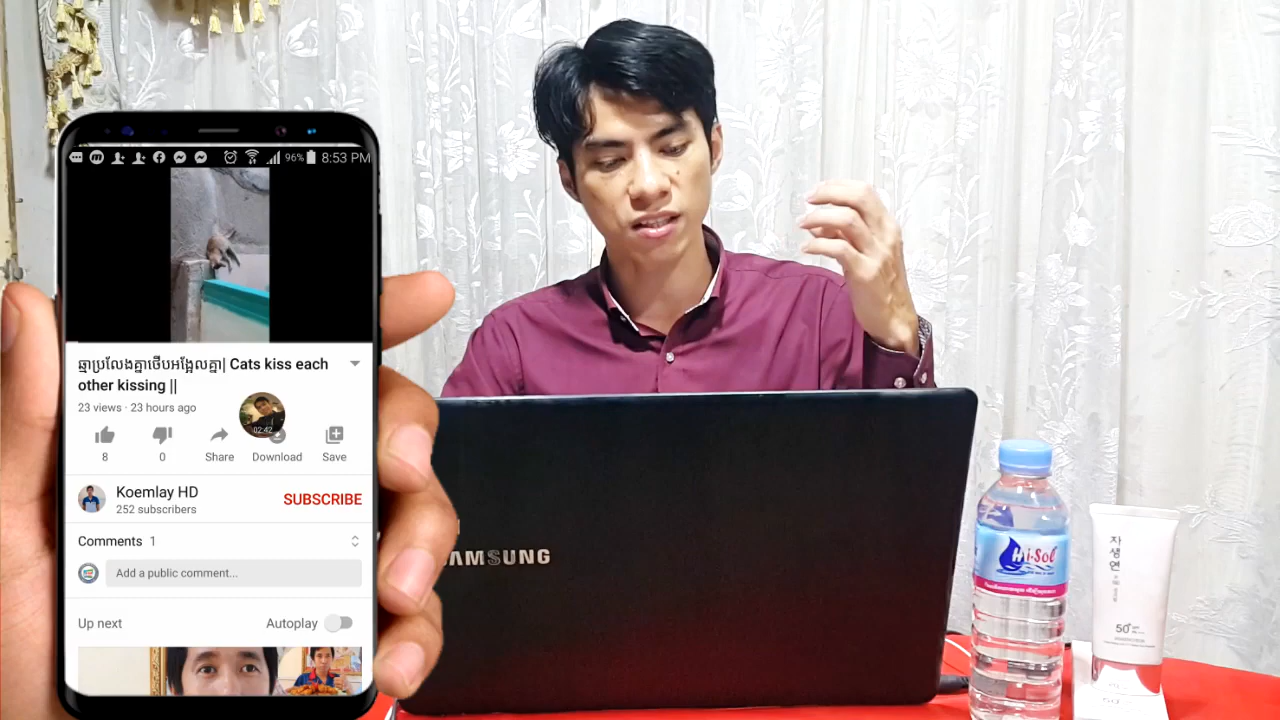 96% 8:53 PM
ឆ្មាប្រលែងគ្នាថើបអង្អែលគ្នា| Cats kiss each
other kissing ||
23 views · 23 hours ago
02:42
8
0
Share
Download
Save
Koemlay HD
SUBSCRIBE
252 subscribers
Comments 1
Add a public comment...
Up next
Autoplay
AMSUNG
Hi-Sol
자생연
50+ SPF